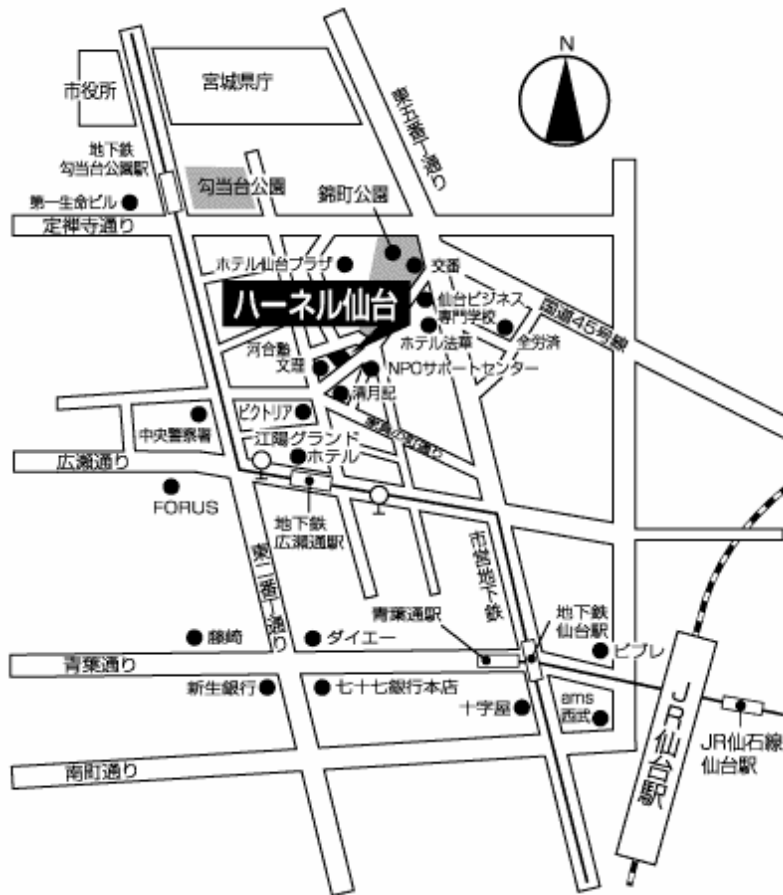 N
市役所
宮城県庁
東五番丁通り
地下鉄
勾当台公園駅
勾当台公園
錦町公園
第一生命ビル
定禅寺通り
ホテル仙台プラザ
交番
ハーネル仙台
仙台ビジネス
専門学校
国道45号線
ホテル法華
全労済
河合塾
文理
NPOサポートセンター
清月記
ビクトリア
中央警察署
江陽グランド
ホテル
広瀬通り
FORUS
地下鉄
広瀬通駅
東二番丁通り
市営地下鉄
青葉通駅
地下鉄
仙台駅
藤崎
ダイエー
ビブレ
青葉通り
新生銀行
七十七銀行本店
十字屋
ams
西武
JR仙台駅
JR仙石線
仙台駅
南町通り